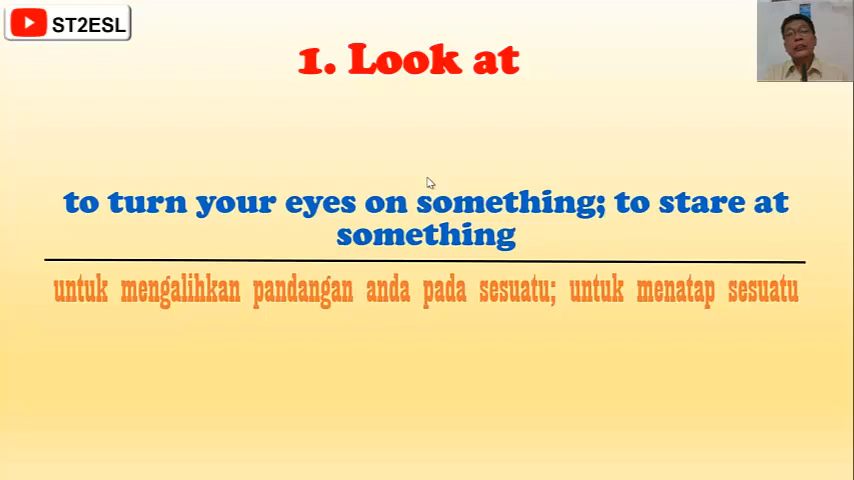 ST2ESL
1. Look at
to turn your eyes on something; to stare at
something
untuk mengalihkan pandangan anda pada sesuatu; untuk menatap sesuatu